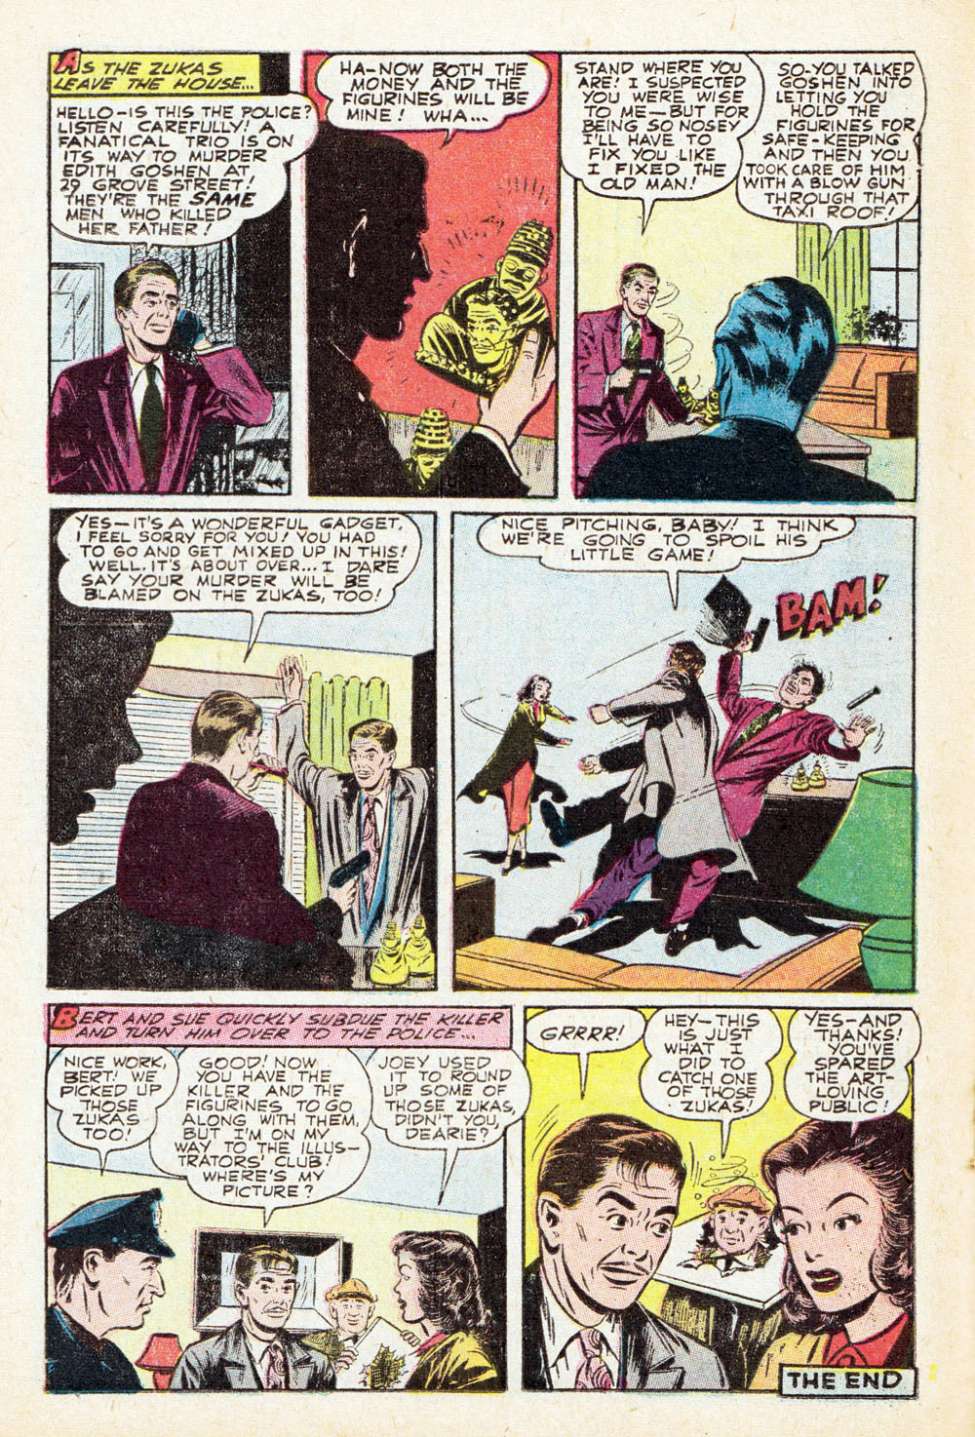 AS THE ZUKAS
LEAVE THE HOUSE...
HELLO-IS THIS THE POLICE?
LISTEN CAREFULLY! A
FANATICAL TRIO IS ON
ITS WAY TO MURDER
EDITH GOSHEN AT
29 GROVE STREET!
THEY'RE THE SAME
MEN WHO KILLED
HER FATHER!
HA-NOW BOTH THE
MONEY AND THE
FIGURINES WILL BE
MINE! WHA...
STAND WHERE YOU
ARE! I SUSPECTED
YOU WERE WISE
TO ME-BUT FOR
BEING SO NOSEY
I'LL HAVE TO
FIX YOU LIKE
I FIXED THE
OLD MAN!
SO-YOU TALKED
GOSHEN INTO
LETTING YOU
HOLD THE
FIGURINES FOR
SAFE-KEEPING
AND THEN YOU
TOOK CARE OF HIM
WITH A BLOW GUN
THROUGH THAT
TAXI ROOF!
YES-IT'S A WONDERFUL GADGET.
I FEEL SORRY FOR YOU! YOU HAD
TO GO AND GET MIXED UP IN THIS!
WELL, IT'S ABOUT OVER... I DARE
SAY YOUR MURDER WILL BE
BLAMED ON THE ZUKAS, TOO!
NICE PITCHING, BABY! I THINK
WE'RE GOING TO SPOIL HIS
LITTLE GAME!
BAM!
BERT AND SUE QUICKLY SUBDUE THE KILLER
AND TURN HIM OVER TO THE POLICE...
NICE WORK,
BERT! WE
PICKED UP
THOSE
ZUKAS
TOO!
GOOD! NOW
YOU HAVE THE
KILLER AND THE
FIGURINES TO GO
ALONG WITH THEM,
BUT I'M ON MY
WAY TO THE ILLUS-
TRATORS' CLUB!
WHERE'S MY
PICTURE?
JOEY USED
IT TO ROUND
UP SOME OF
THOSE ZUKAS,
DIDN'T YOU,
DEARIE?
GRRRR!
HEY-THIS
IS JUST
WHAT I
DID TO
CATCH ONE
OF THOSE
ZUKAS!
YES-AND
THANKS!
YOU'VE
SPARED
THE ART-
LOVING
PUBLIC!
THE END